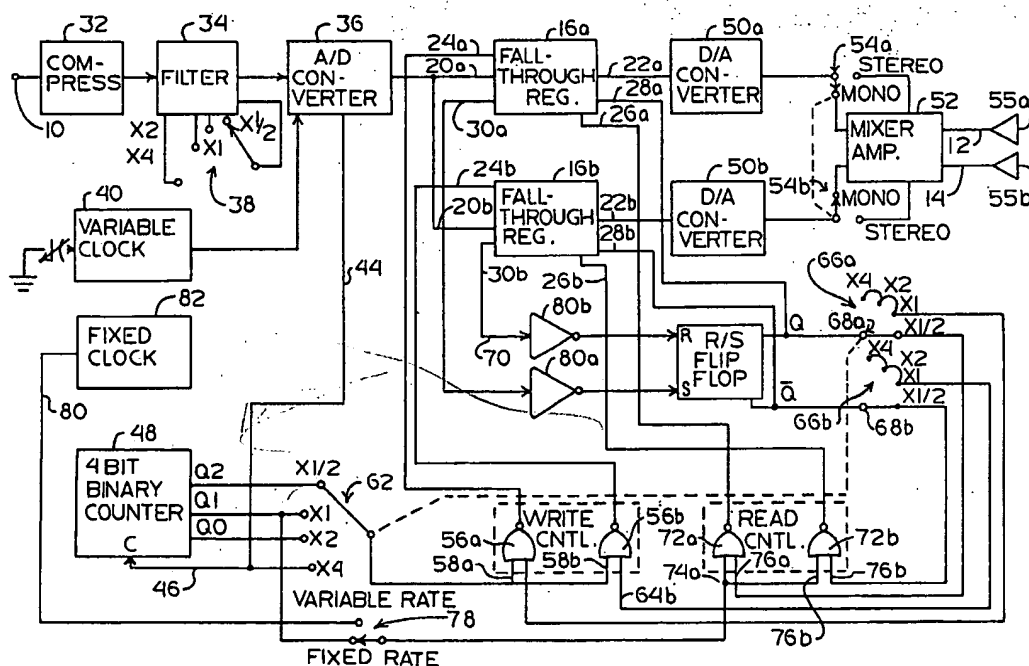 32
34
36
16a
50a
COM-
PRESS
FILTER
A/D
CON-
VERTER
24a
20a
30a
FALL-
THROUGH
REG.
22a
28a
26a
D/A
CONVERTER
54a
STEREO
MONO
52
MIXER
AMP.
55a
12
14
55b
10
X2
X4
X1
X1/2
38
40
VARIABLE
CLOCK
44
24b
20b
30b
16b
FALL-
THROUGH
REG.
22b
28b
26b
50b
D/A
CON-
VERTER
54b
MONO
STEREO
82
FIXED
CLOCK
80
70
80b
80a
R
S
R/S
FLIP
FLOP
Q
Q̅
66a
X4
X2
X1
X1/2
68a
X4
X2
X1
X1/2
66b
68b
48
4 BIT
BINARY
COUNTER
C
Q2
Q1
Q0
X1/2
62
X1
X2
X4
46
WRITE
CNTL.
56a
56b
58a
58b
64b
READ
CNTL.
72a
72b
74a
76a
76b
76b
VARIABLE RATE
78
FIXED RATE